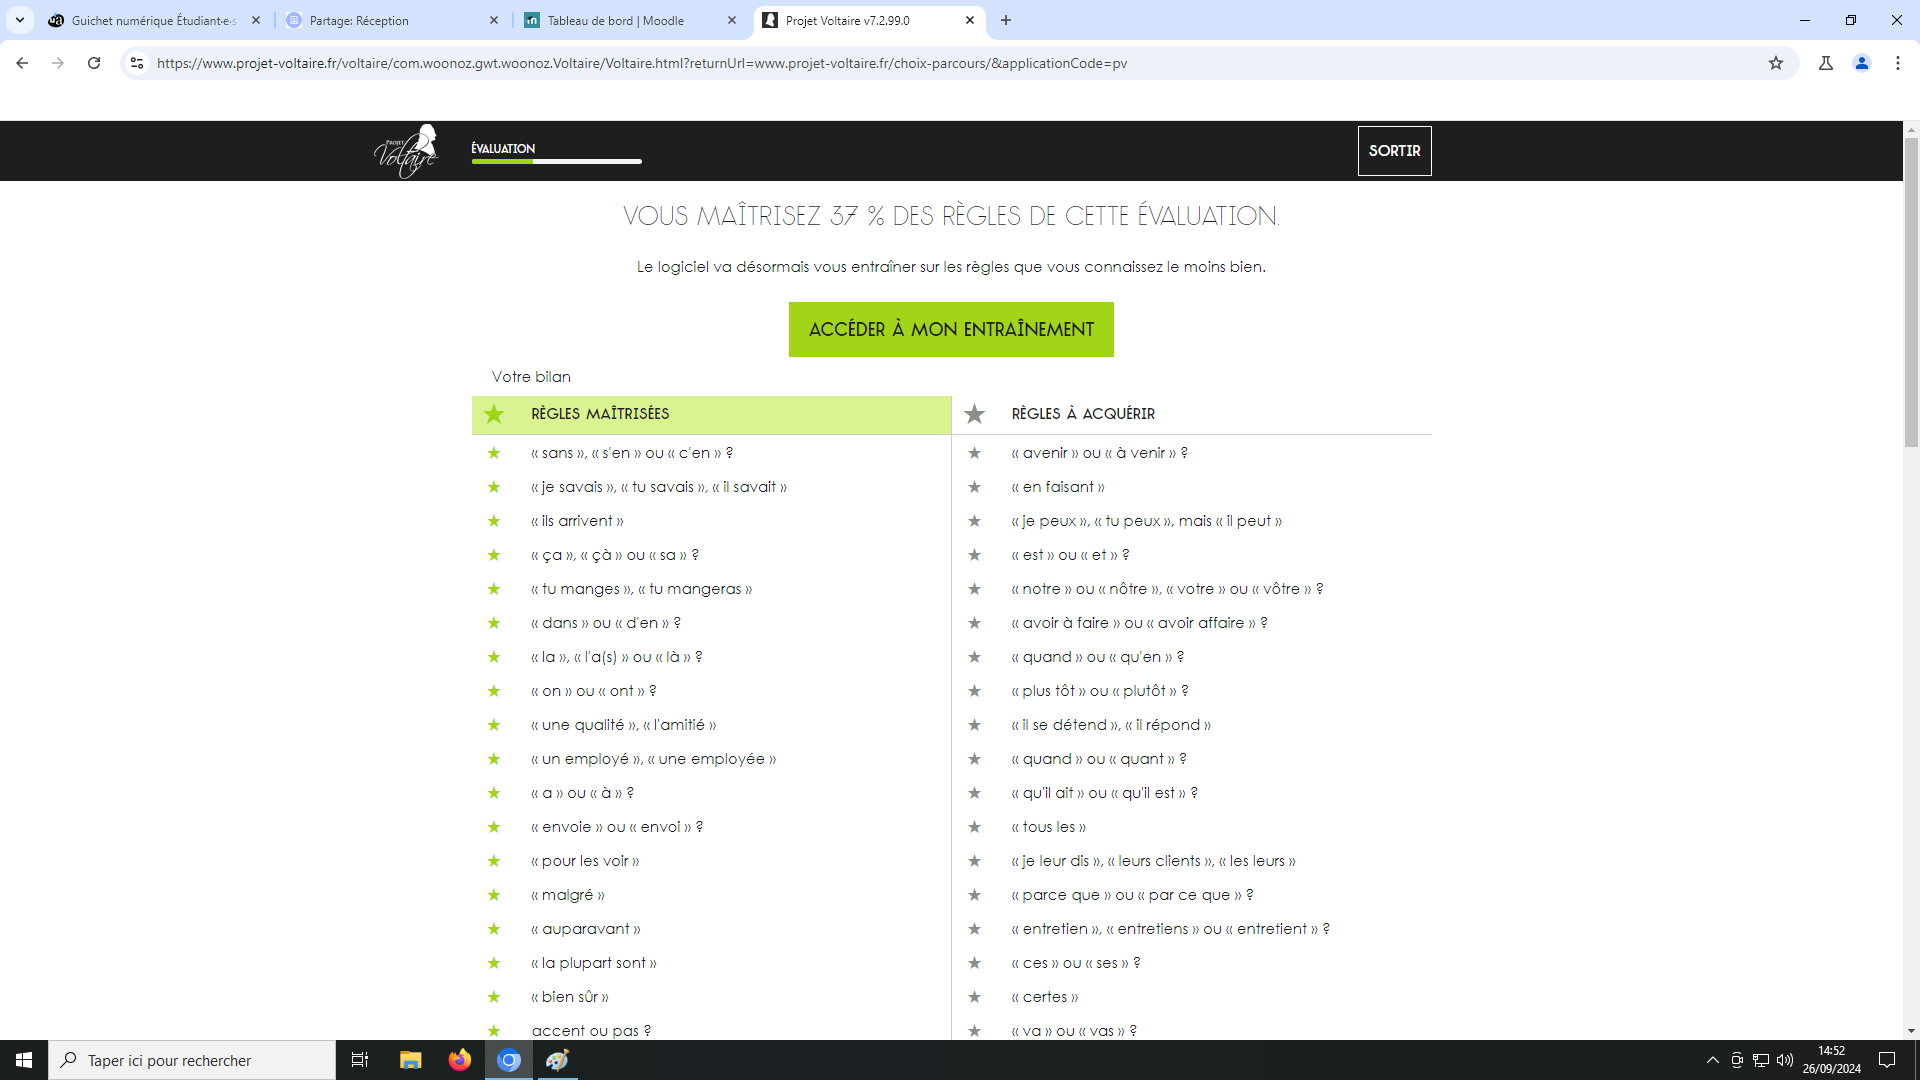 Guichet numérique Étudiant·e·s
Partage: Réception
Tableau de bord | Moodle
Projet Voltaire v7.2.99.0
https://www.projet-voltaire.fr/voltaire/com.woonoz.gwt.woonoz.Voltaire/Voltaire.html?returnUrl=www.projet-voltaire.fr/choix-parcours/&applicationCode=pv
PROJET
Voltaire
ÉVALUATION
SORTIR
VOUS MAÎTRISEZ 37 % DES RÈGLES DE CETTE ÉVALUATION.
Le logiciel va désormais vous entraîner sur les règles que vous connaissez le moins bien.
ACCÉDER À MON ENTRAÎNEMENT
Votre bilan
RÈGLES MAÎTRISÉES
« sans », « s'en » ou « c'en » ?
« je savais », « tu savais », « il savait »
« ils arrivent »
« ça », « çà » ou « sa » ?
« tu manges », « tu mangeras »
« dans » ou « d'en » ?
« la », « l'a(s) » ou « là » ?
« on » ou « ont » ?
« une qualité », « l'amitié »
« un employé », « une employée »
« a » ou « à » ?
« envoie » ou « envoi » ?
« pour les voir »
« malgré »
« auparavant »
« la plupart sont »
« bien sûr »
accent ou pas ?
RÈGLES À ACQUÉRIR
« avenir » ou « à venir » ?
« en faisant »
« je peux », « tu peux », mais « il peut »
« est » ou « et » ?
« notre » ou « nôtre », « votre » ou « vôtre » ?
« avoir à faire » ou « avoir affaire » ?
« quand » ou « qu'en » ?
« plus tôt » ou « plutôt » ?
« il se détend », « il répond »
« quand » ou « quant » ?
« qu'il ait » ou « qu'il est » ?
« tous les »
« je leur dis », « leurs clients », « les leurs »
« parce que » ou « par ce que » ?
« entretien », « entretiens » ou « entretient » ?
« ces » ou « ses » ?
« certes »
« va » ou « vas » ?
Taper ici pour rechercher
14:52
26/09/2024